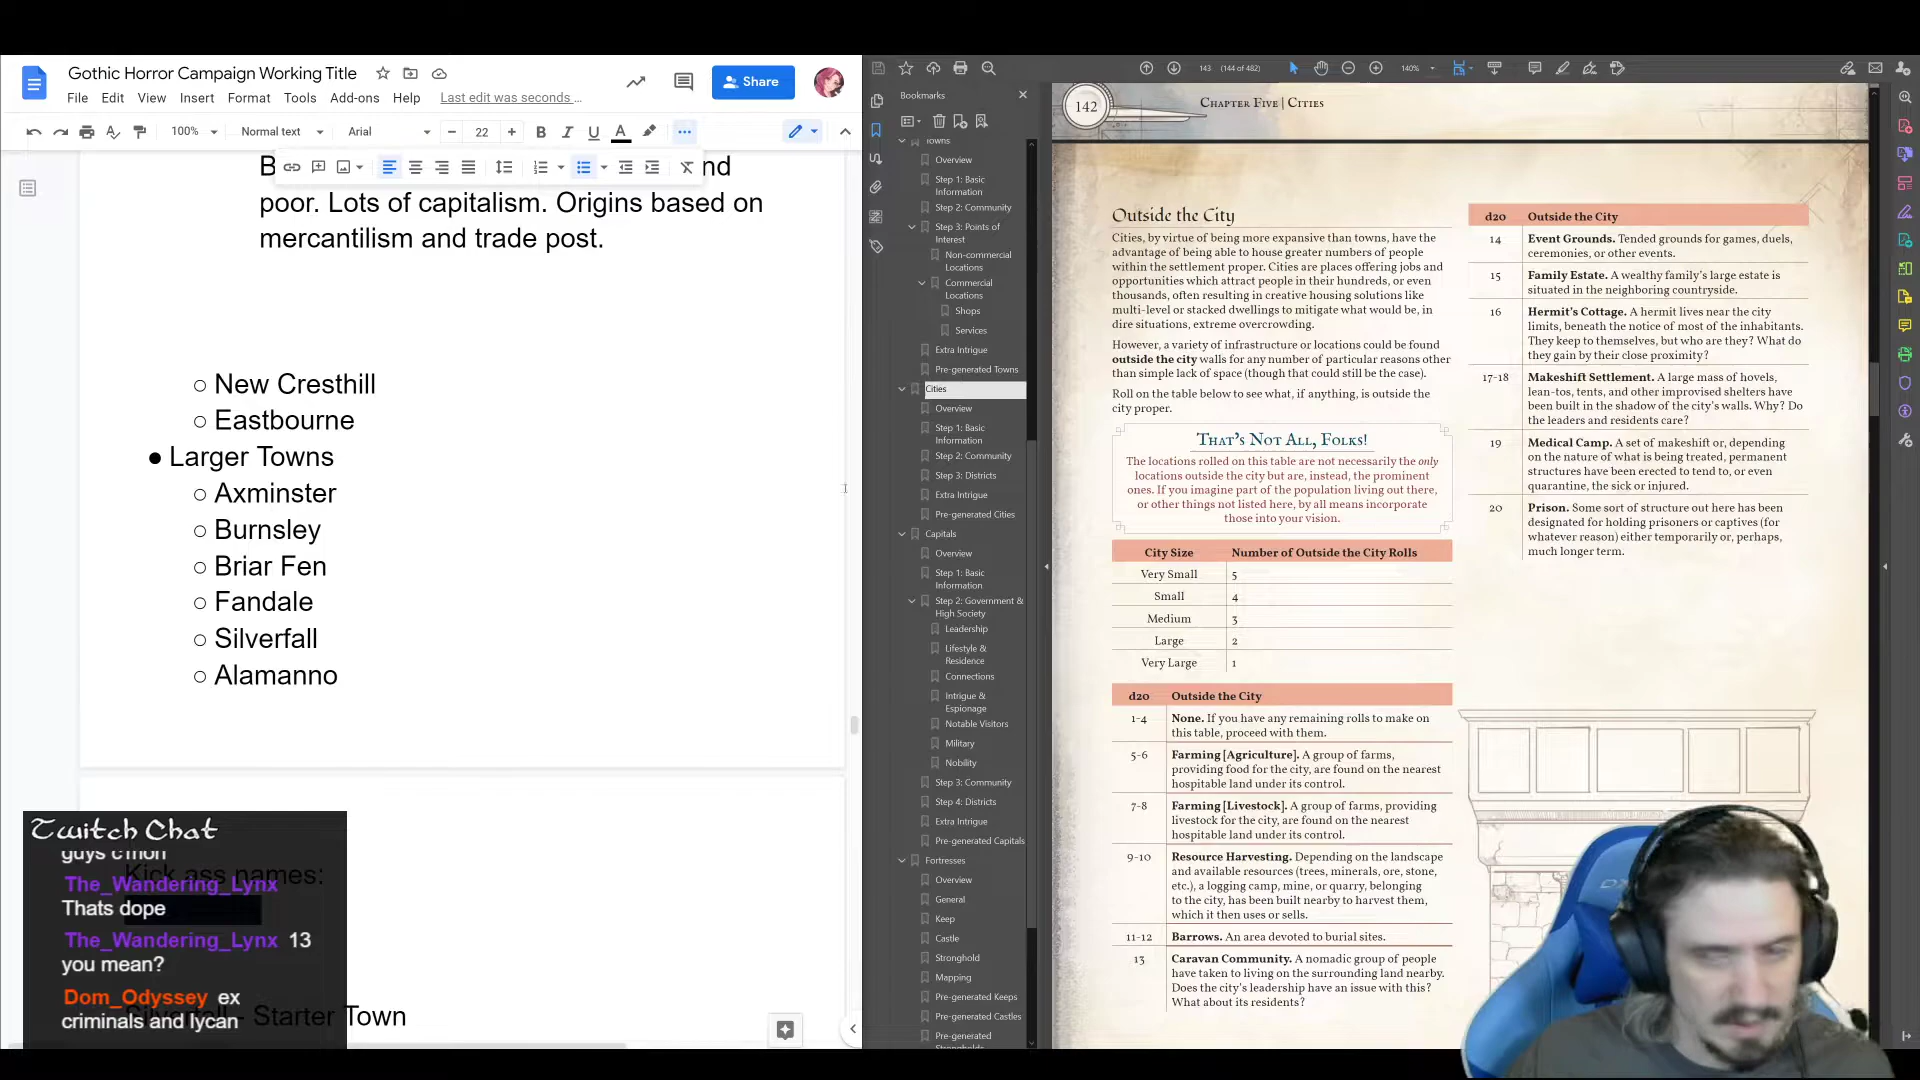 Gothic Horror Campaign Working Title
File Edit View Insert Format Tools Add-ons Help Last edit was seconds ...
Share
100% Normal text Arial 22
B I U A
nd
poor. Lots of capitalism. Origins based on
mercantilism and trade post.
○ New Cresthill
○ Eastbourne
● Larger Towns
○ Axminster
○ Burnsley
○ Briar Fen
○ Fandale
○ Silverfall
○ Alamanno
Kick ass names:
Silverfall - Starter Town
Twitch Chat
guys c'mon
The_Wandering_Lynx
Thats dope
The_Wandering_Lynx 13
you mean?
Dom_Odyssey ex
criminals and lycan
143 (144 of 482)
140%
Bookmarks
Towns
Overview
Step 1: Basic
Information
Step 2: Community
Step 3: Points of
Interest
Non-commercial
Locations
Commercial
Locations
Shops
Services
Extra Intrigue
Pre-generated Towns
Cities
Overview
Step 1: Basic
Information
Step 2: Community
Step 3: Districts
Extra Intrigue
Pre-generated Cities
Capitals
Overview
Step 1: Basic
Information
Step 2: Government &
High Society
Leadership
Lifestyle &
Residence
Connections
Intrigue &
Espionage
Notable Visitors
Military
Nobility
Step 3: Community
Step 4: Districts
Extra Intrigue
Pre-generated Capitals
Fortresses
Overview
General
Keep
Castle
Stronghold
Mapping
Pre-generated Keeps
Pre-generated Castles
Pre-generated
Strongholds
142
Chapter Five | Cities
Outside the City
Cities, by virtue of being more expansive than towns, have the
advantage of being able to house greater numbers of people
within the settlement proper. Cities are places offering jobs and
opportunities which attract people in their hundreds, or even
thousands, often resulting in creative housing solutions like
multi-level or stacked dwellings to mitigate what would be, in
dire situations, extreme overcrowding.
However, a variety of infrastructure or locations could be found
outside the city walls for any number of particular reasons other
than simple lack of space (though that could still be the case).
Roll on the table below to see what, if anything, is outside the
city proper.
That's Not All, Folks!
The locations rolled on this table are not necessarily the only
locations outside the city but are, instead, the prominent
ones. If you imagine part of the population living out there,
or other things not listed here, by all means incorporate
those into your vision.
City Size Number of Outside the City Rolls
Very Small 5
Small 4
Medium 3
Large 2
Very Large 1
d20 Outside the City
1-4 None. If you have any remaining rolls to make on
this table, proceed with them.
5-6 Farming [Agriculture]. A group of farms,
providing food for the city, are found on the nearest
hospitable land under its control.
7-8 Farming [Livestock]. A group of farms, providing
livestock for the city, are found on the nearest
hospitable land under its control.
9-10 Resource Harvesting. Depending on the landscape
and available resources (trees, minerals, ore, stone,
etc.), a logging camp, mine, or quarry, belonging
to the city, has been built nearby to harvest them,
which it then uses or sells.
11-12 Barrows. An area devoted to burial sites.
13 Caravan Community. A nomadic group of people
have taken to living on the surrounding land nearby.
Does the city's leadership have an issue with this?
What about its residents?
d20 Outside the City
14 Event Grounds. Tended grounds for games, duels,
ceremonies, or other events.
15 Family Estate. A wealthy family's large estate is
situated in the neighboring countryside.
16 Hermit's Cottage. A hermit lives near the city
limits, beneath the notice of most of the inhabitants.
They keep to themselves, but who are they? What do
they gain by their close proximity?
17-18 Makeshift Settlement. A large mass of hovels,
lean-tos, tents, and other improvised shelters have
been built in the shadow of the city's walls. Why? Do
the leaders and residents care?
19 Medical Camp. A set of makeshift or, depending
on the nature of what is being treated, permanent
structures have been erected to tend to, or even
quarantine, the sick or injured.
20 Prison. Some sort of structure out here has been
designated for holding prisoners or captives (for
whatever reason) either temporarily or, perhaps,
much longer term.